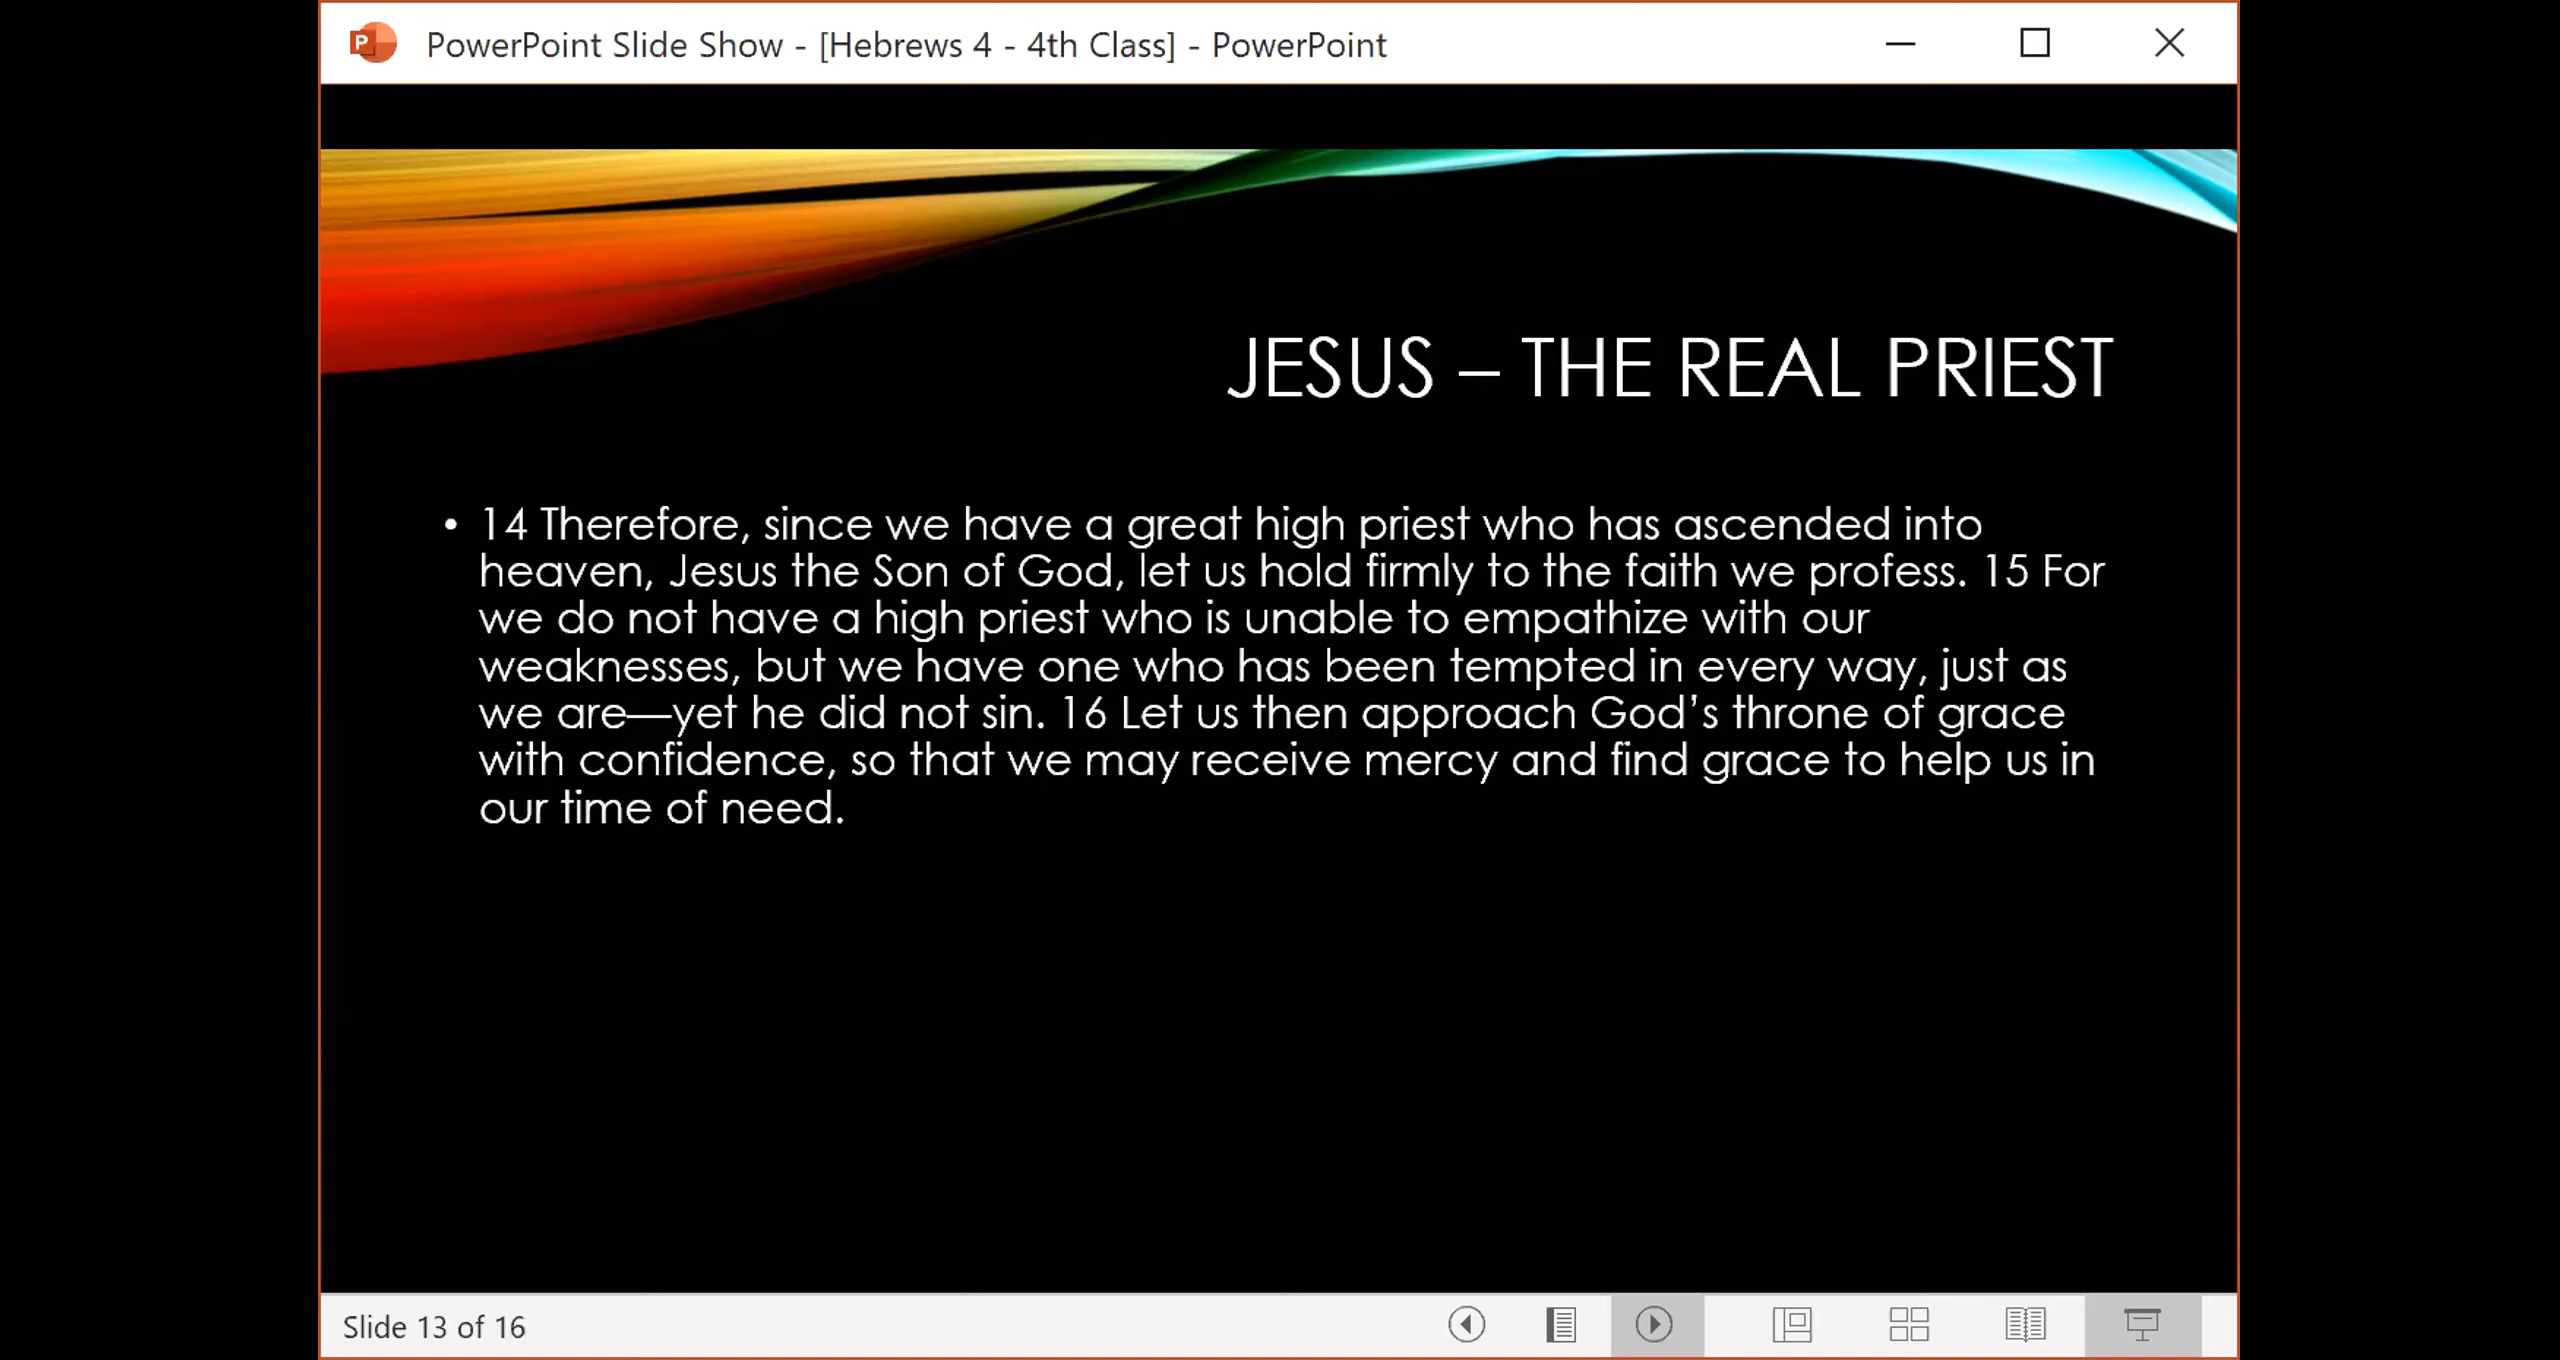 PowerPoint Slide Show - [Hebrews 4 - 4th Class] - PowerPoint
JESUS – THE REAL PRIEST
• 14 Therefore, since we have a great high priest who has ascended into
heaven, Jesus the Son of God, let us hold firmly to the faith we profess. 15 For
we do not have a high priest who is unable to empathize with our
weaknesses, but we have one who has been tempted in every way, just as
we are—yet he did not sin. 16 Let us then approach God’s throne of grace
with confidence, so that we may receive mercy and find grace to help us in
our time of need.
Slide 13 of 16